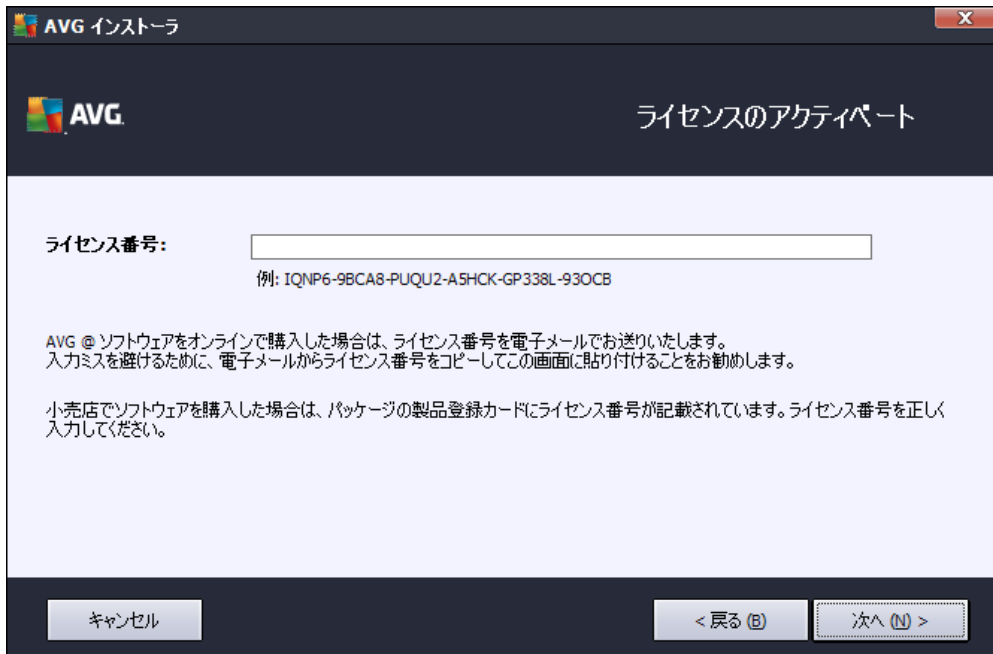 AVG インストーラ
AVG.
ライセンスのアクティベート
ライセンス番号:
例: IQNP6-9BCA8-PUQU2-A5HCK-GP338L-93OCB
AVG @ ソフトウェアをオンラインで購入した場合は、ライセンス番号を電子メールでお送りいたします。
入力ミスを避けるために、電子メールからライセンス番号をコピーしてこの画面に貼り付けることをお勧めします。
小売店でソフトウェアを購入した場合は、パッケージの製品登録カードにライセンス番号が記載されています。ライセンス番号を正しく
入力してください。
キャンセル
< 戻る (B)
次へ (N) >